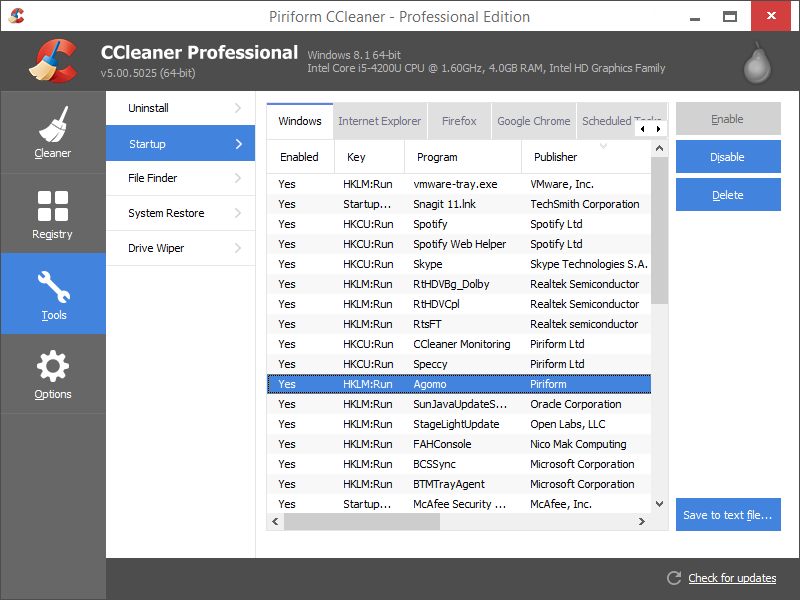 Piriform CCleaner - Professional Edition
CCleaner Professional
v5.00.5025 (64-bit)
Windows 8.1 64-bit
Intel Core i5-4200U CPU @ 1.60GHz, 4.0GB RAM, Intel HD Graphics Family
Cleaner
Registry
Tools
Options
Uninstall
Startup
File Finder
System Restore
Drive Wiper
Windows Internet Explorer Firefox Google Chrome Scheduled
Enabled Key Program Publisher
Yes HKLM:Run vmware-tray.exe VMware, Inc.
Yes Startup... Snagit 11.lnk TechSmith Corporation
Yes HKCU:Run Spotify Spotify Ltd
Yes HKCU:Run Spotify Web Helper Spotify Ltd
Yes HKCU:Run Skype Skype Technologies S.A.
Yes HKLM:Run RtHDVBg_Dolby Realtek Semiconductor
Yes HKLM:Run RtHDVCpl Realtek Semiconductor
Yes HKLM:Run RtsFT Realtek semiconductor
Yes HKCU:Run CCleaner Monitoring Piriform Ltd
Yes HKCU:Run Speccy Piriform Ltd
Yes HKLM:Run Agomo Piriform
Yes HKLM:Run SunJavaUpdateS... Oracle Corporation
Yes HKLM:Run StageLightUpdate Open Labs, LLC
Yes HKLM:Run FAHConsole Nico Mak Computing
Yes HKLM:Run BCSSync Microsoft Corporation
Yes HKLM:Run BTMTrayAgent Microsoft Corporation
Yes Startup... McAfee Security ... McAfee, Inc.
Enable
Disable
Delete
Save to text file...
Check for updates